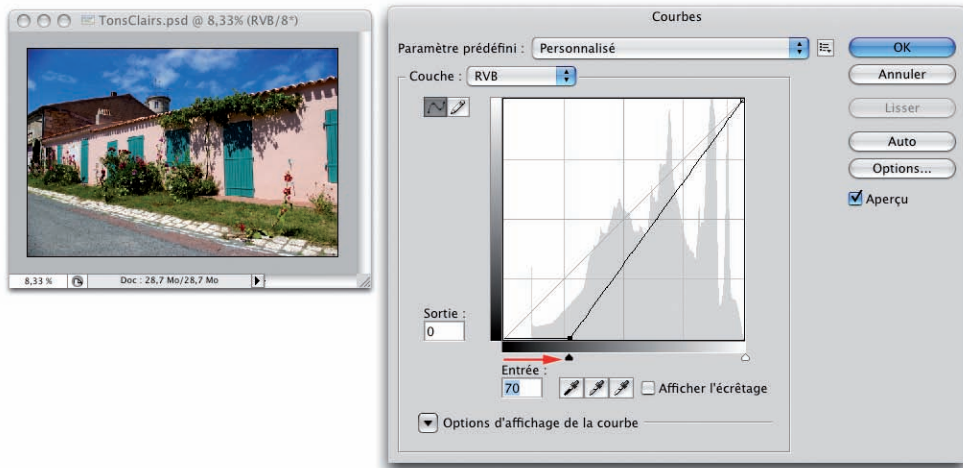 TonsClairs.psd @ 8,33% (RVB/8*)
8,33 %
Doc : 28,7 Mo/28,7 Mo
Courbes
Paramètre prédéfini : Personnalisé
OK
Couche : RVB
Annuler
Lisser
Auto
Options...
Aperçu
Sortie :
0
Entrée :
70
Afficher l'écrêtage
Options d'affichage de la courbe